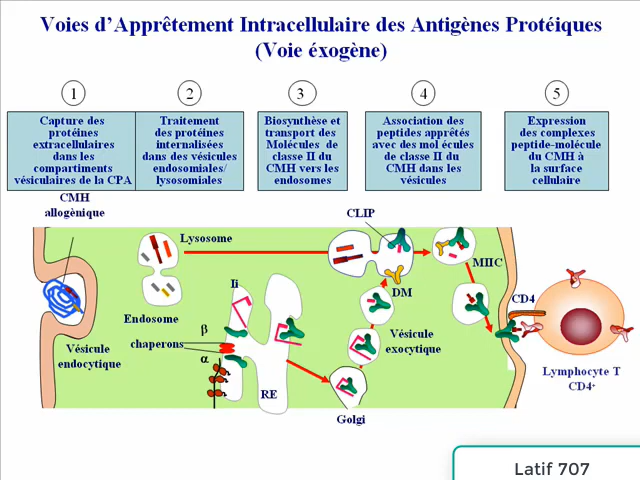 Voies d’Apprêtement Intracellulaire des Antigènes Protéiques
(Voie éxogène)
1
2
3
4
5
Capture des
protéines
extracellulaires
dans les
compartiments
vésiculaires de la CPA
Traitement
des protéines
internalisées
dans des vésicules
endosomiales/
lysosomiales
Biosynthèse et
transport des
Molécules de
classe II du
CMH vers les
endosomes
Association des
peptides apprêtés
avec des mol écules
de classe II du
CMH dans les
vésicules
Expression
des complexes
peptide-molécule
du CMH à
la surface
cellulaire
CMH
allogènique
Lysosome
CLIP
MIIC
Ii
DM
CD4
Endosome
β
chaperons
α
Vésicule
endocytique
Vésicule
exocytique
RE
Golgi
Lymphocyte T
CD4+
Latif 707